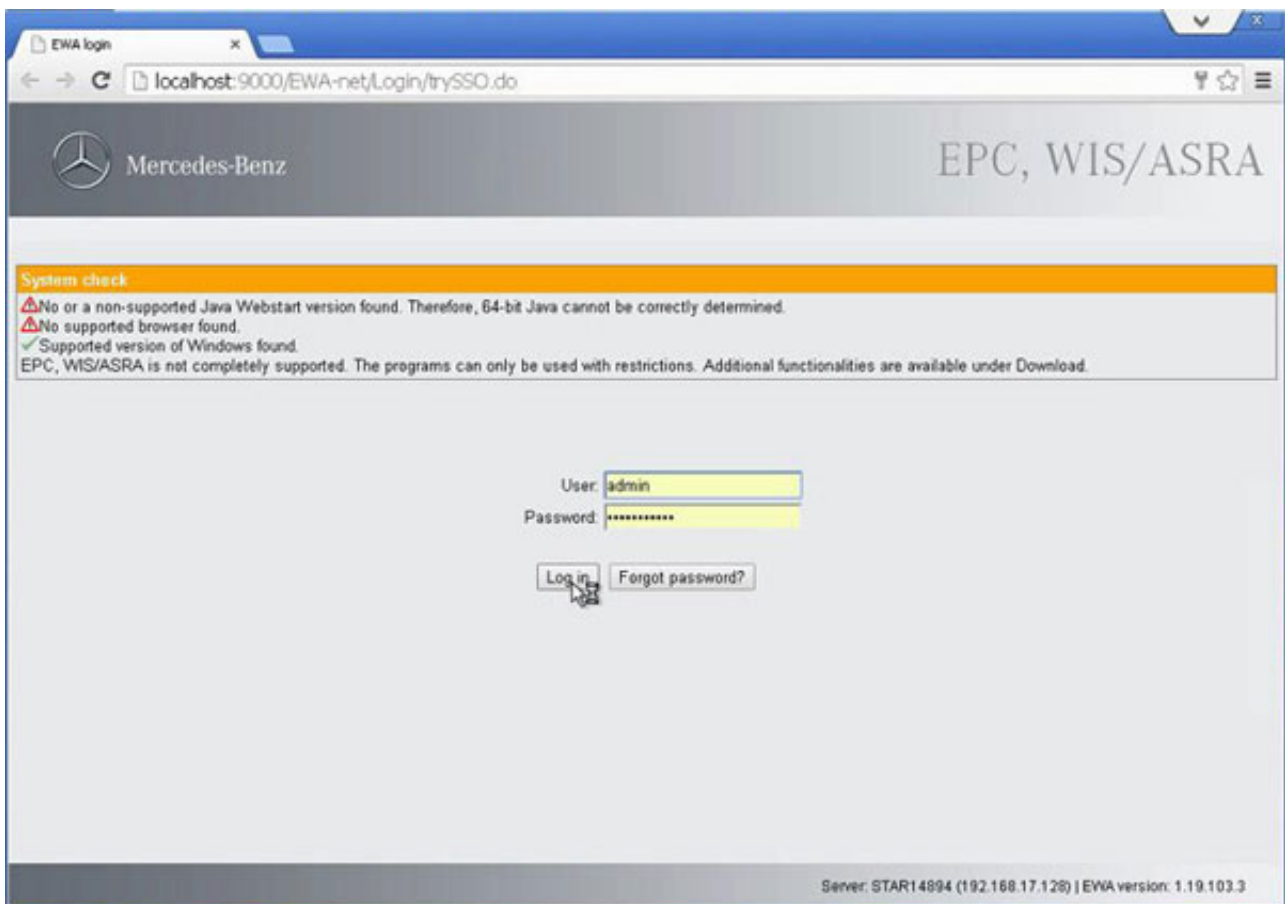 EWA login
localhost:9000/EWA-net/Login/trySSO.do
Mercedes-Benz
EPC, WIS/ASRA
System check
No or a non-supported Java Webstart version found. Therefore, 64-bit Java cannot be correctly determined.
No supported browser found.
Supported version of Windows found.
EPC, WIS/ASRA is not completely supported. The programs can only be used with restrictions. Additional functionalities are available under Download.
User: admin
Password: •••••••••••
Log in Forgot password?
Server: STAR14894 (192.168.17.128) | EWA version: 1.19.103.3